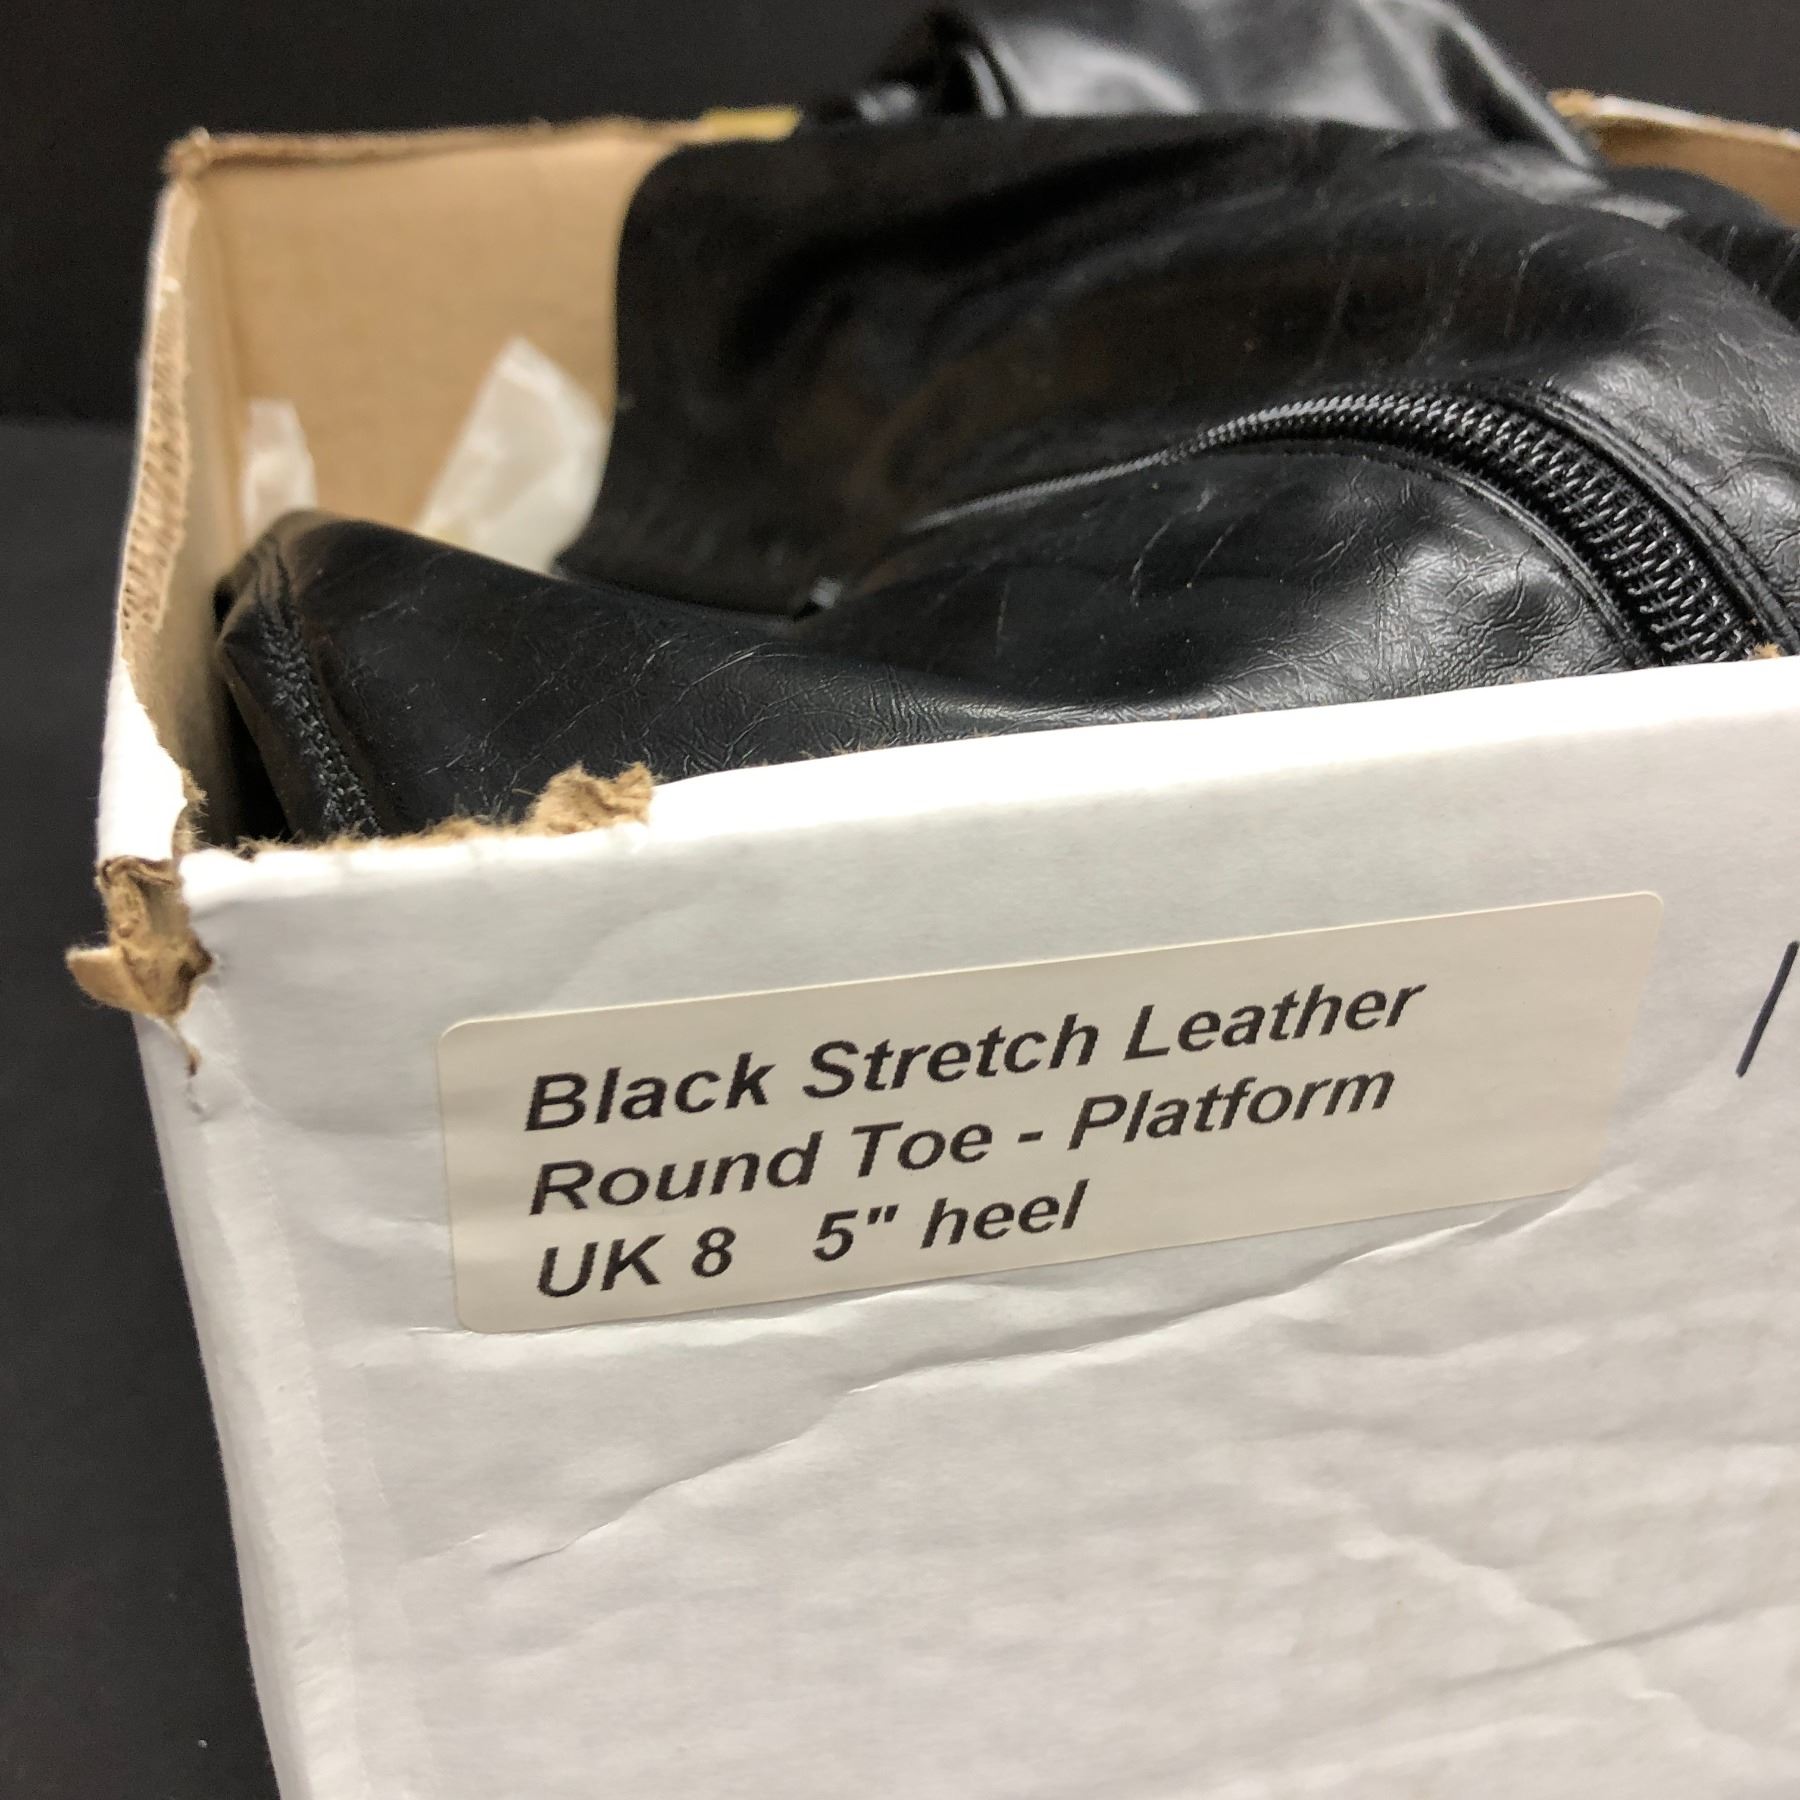 Black Stretch Leather
Round Toe - Platform
UK 8 5" heel